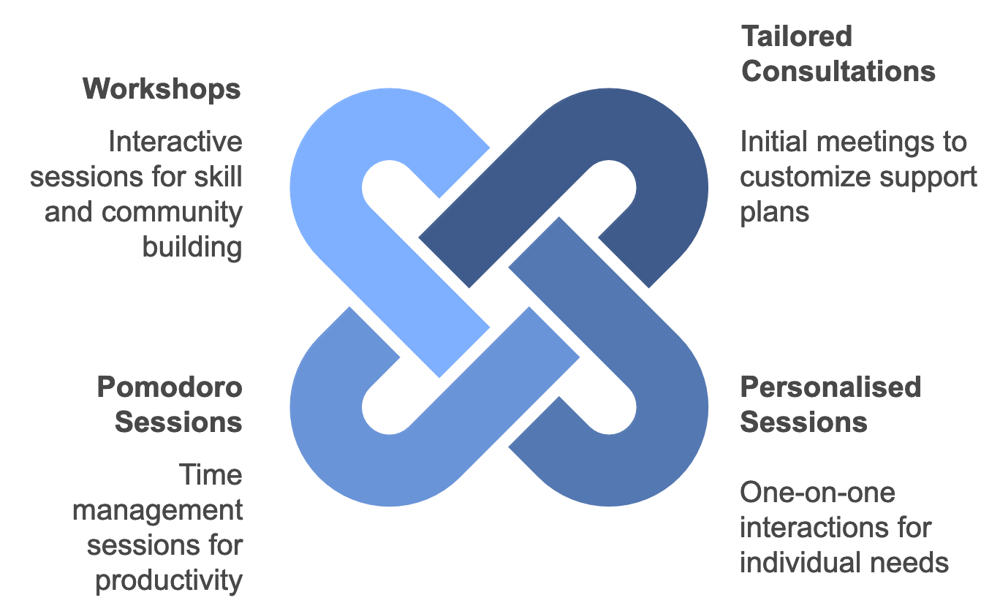 Workshops
Interactive
sessions for skill
and community
building
Tailored
Consultations
Initial meetings to
customize support
plans
Pomodoro
Sessions
Time
management
sessions for
productivity
Personalised
Sessions
One-on-one
interactions for
individual needs